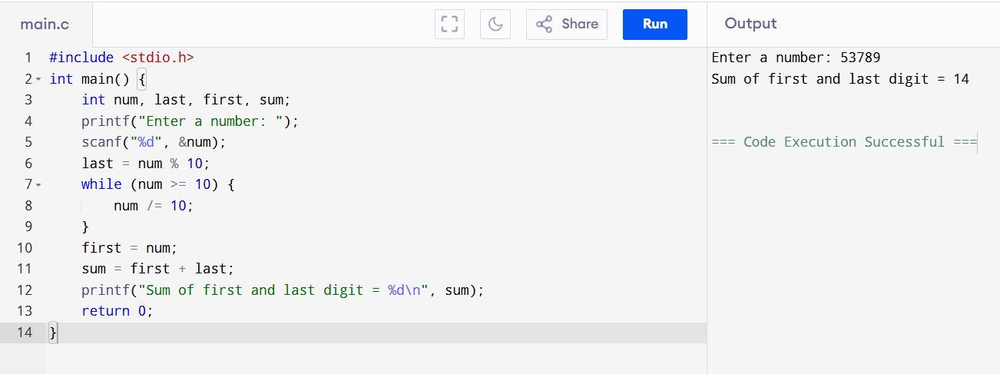 main.c Share Run Output
1 #include <stdio.h>
2 int main() {
3     int num, last, first, sum;
4     printf("Enter a number: ");
5     scanf("%d", &num);
6     last = num % 10;
7     while (num >= 10) {
8         num /= 10;
9     }
10     first = num;
11     sum = first + last;
12     printf("Sum of first and last digit = %d\n", sum);
13     return 0;
14 }
Enter a number: 53789
Sum of first and last digit = 14
=== Code Execution Successful ===